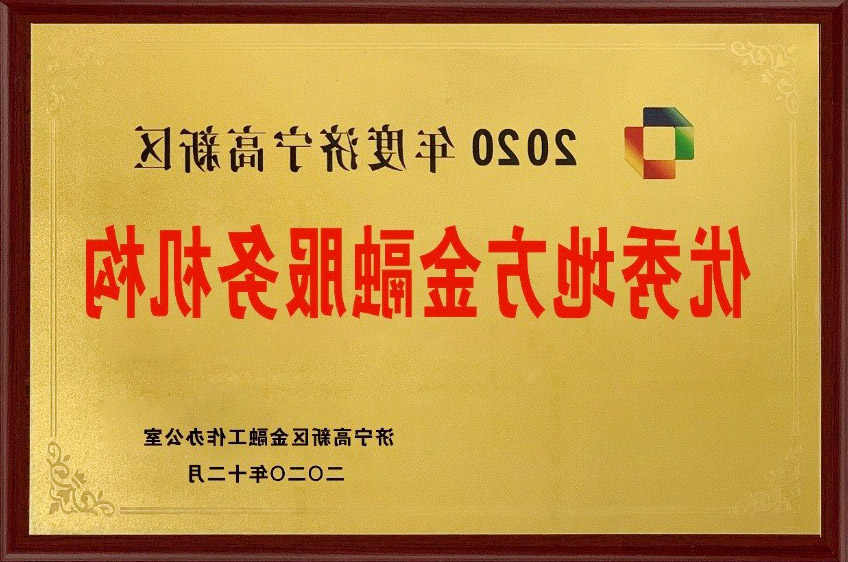 2020年度济宁高新区
优秀地方金融服务机构
济宁高新区金融工作办公室
二〇二〇年十二月